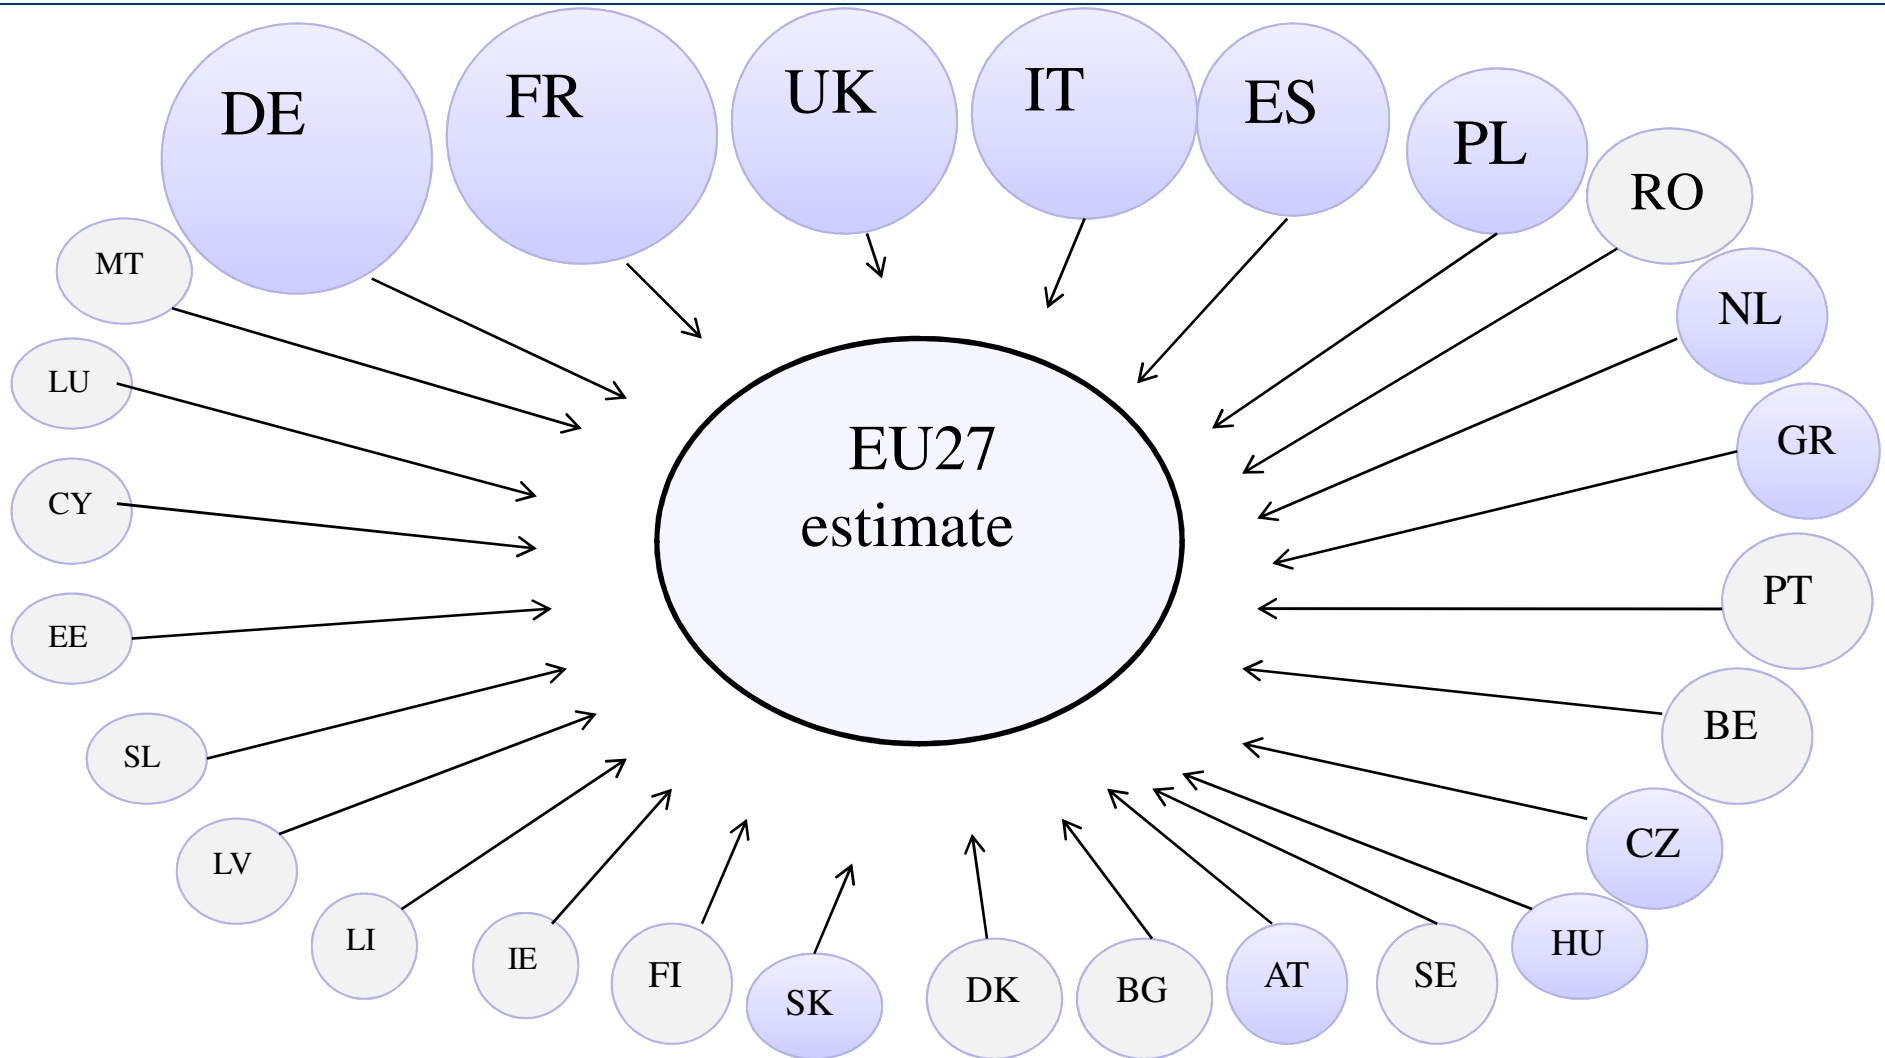 DE
FR
UK
IT
ES
PL
RO
NL
GR
PT
BE
CZ
HU
SE
AT
BG
DK
SK
FI
IE
LI
LV
SL
EE
CY
LU
MT
EU27
estimate